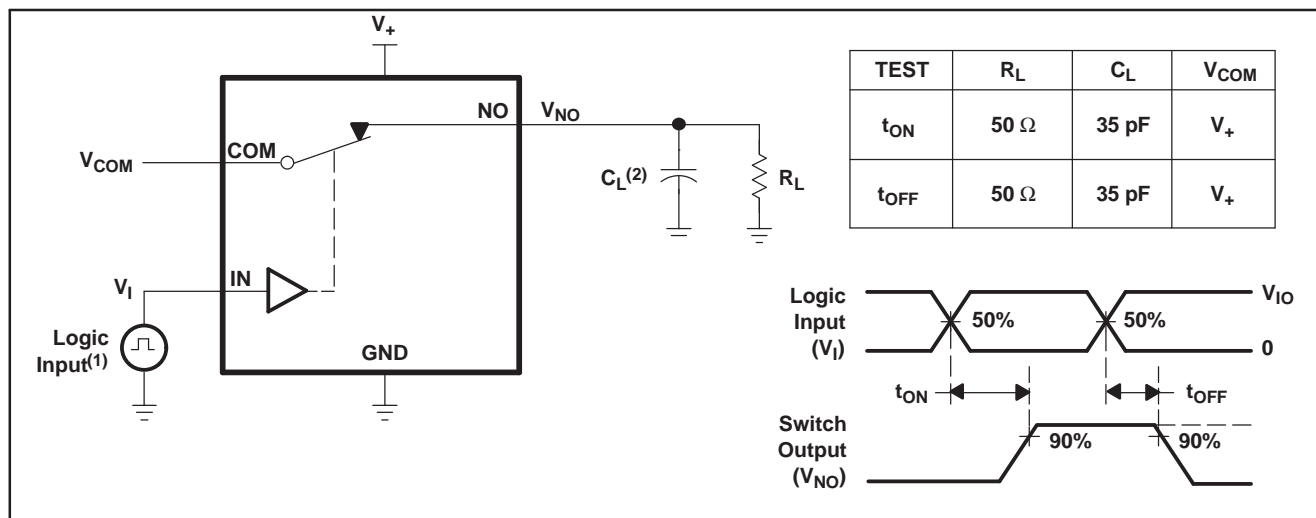 V+
NO
VNO
COM
VCOM
CL(2)
RL
IN
VI
Logic
Input(1)
GND
TEST RL CL VCOM
tON 50 Ω 35 pF V+
tOFF 50 Ω 35 pF V+
Logic
Input
(VI)
50%
50%
VIO
0
tON
tOFF
Switch
Output
(VNO)
90%
90%